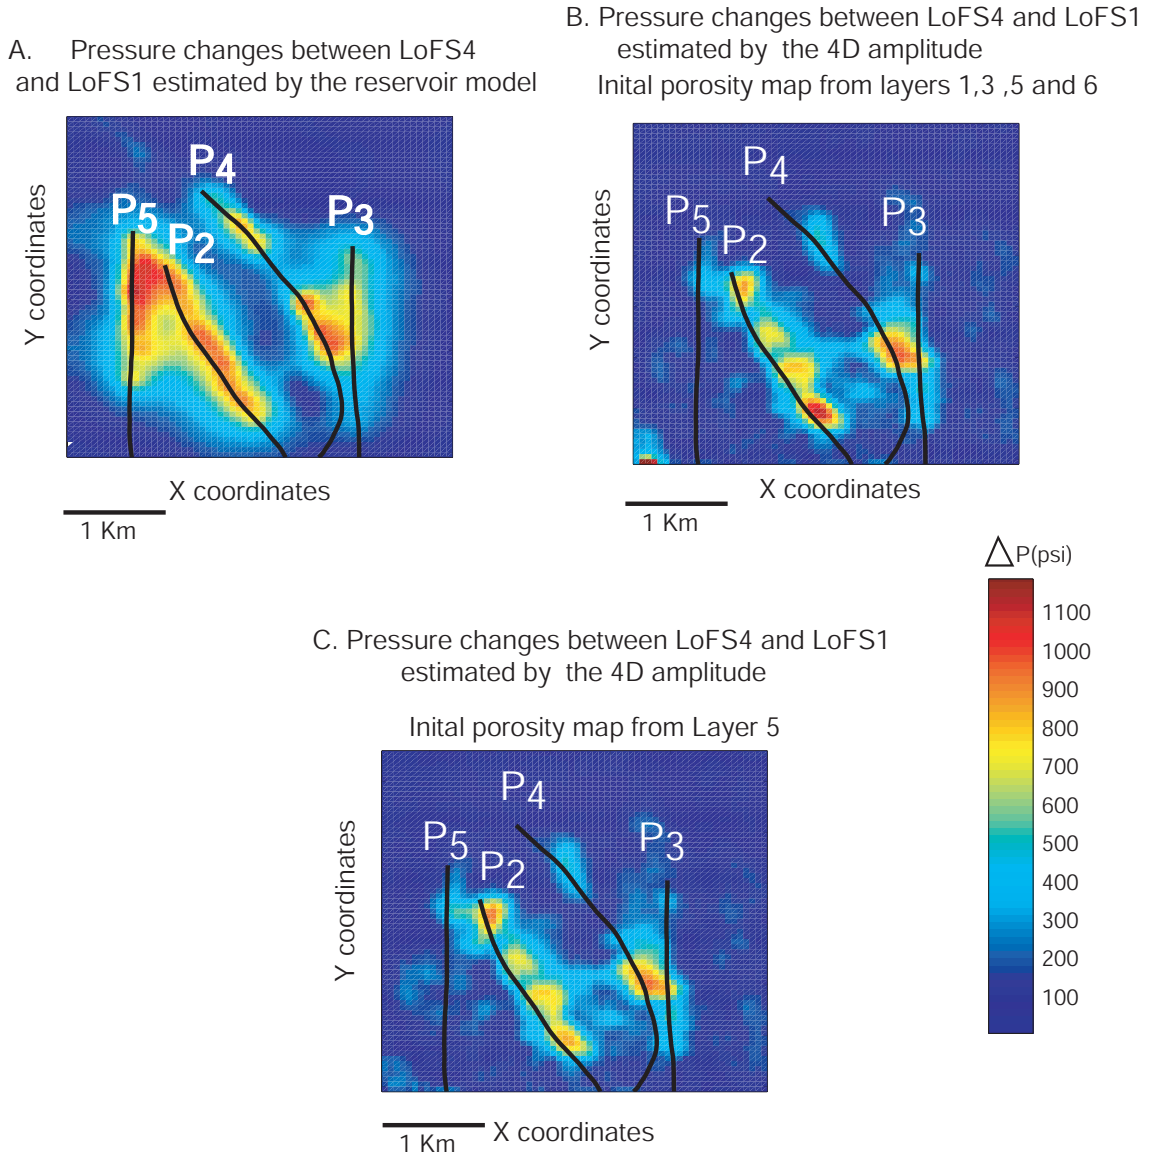 A. Pressure changes between LoFS4
and LoFS1 estimated by the reservoir model
B. Pressure changes between LoFS4 and LoFS1
estimated by the 4D amplitude
Inital porosity map from layers 1,3 ,5 and 6
P4
P5
P2
P3
Y coordinates
X coordinates
1 Km
P4
P5
P2
P3
Y coordinates
X coordinates
1 Km
C. Pressure changes between LoFS4 and LoFS1
estimated by the 4D amplitude
Inital porosity map from Layer 5
P4
P5
P2
P3
Y coordinates
X coordinates
1 Km
△P(psi)
1100
1000
900
800
700
600
500
400
300
200
100